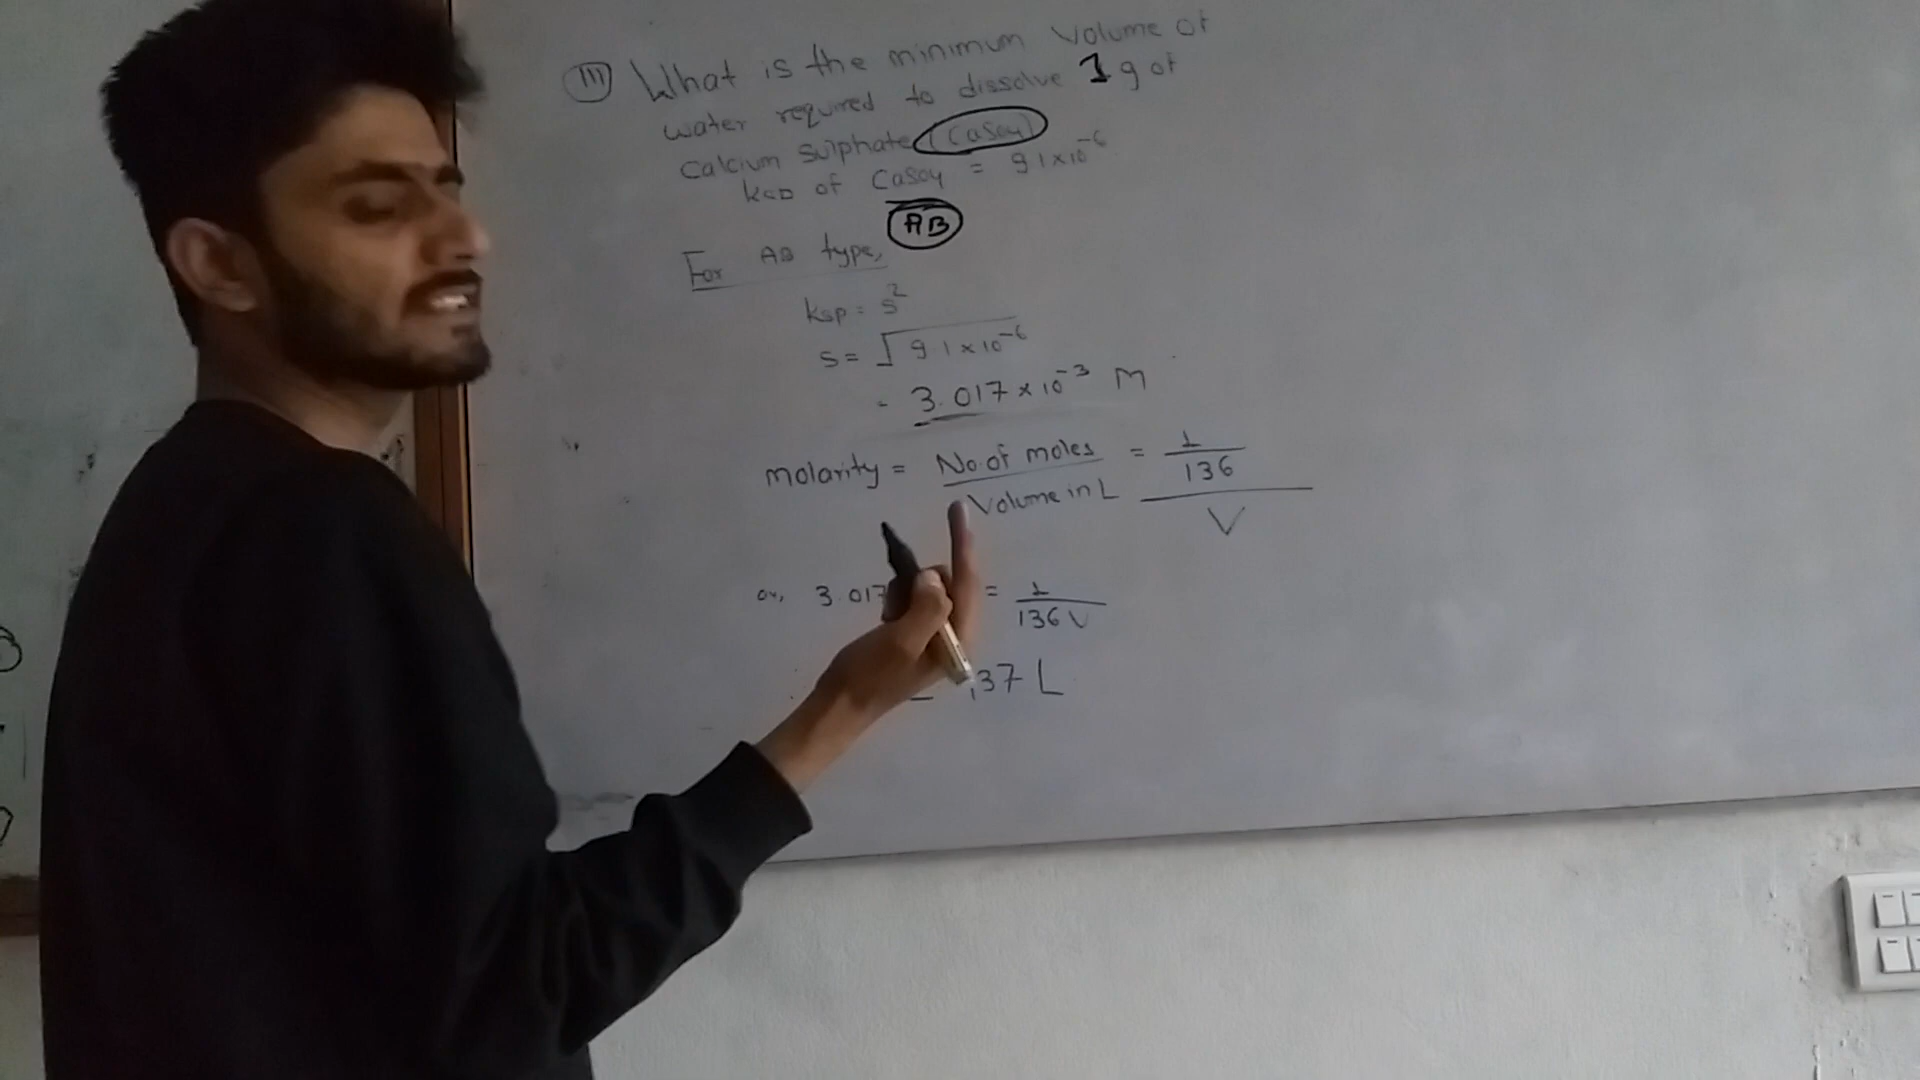 (III) What is the minimum volume of
water required to dissolve 1 g of
Calcium sulphate (CaSO4)
ksp of CaSO4 = 9.1×10⁻⁶
AB
For AB type,
ksp = s²
s = √9.1×10⁻⁶
= 3.017×10⁻³ M
molarity = No. of moles / Volume in L = 1/136 / V
or, 3.017 = 1 / 136 V
.37 L